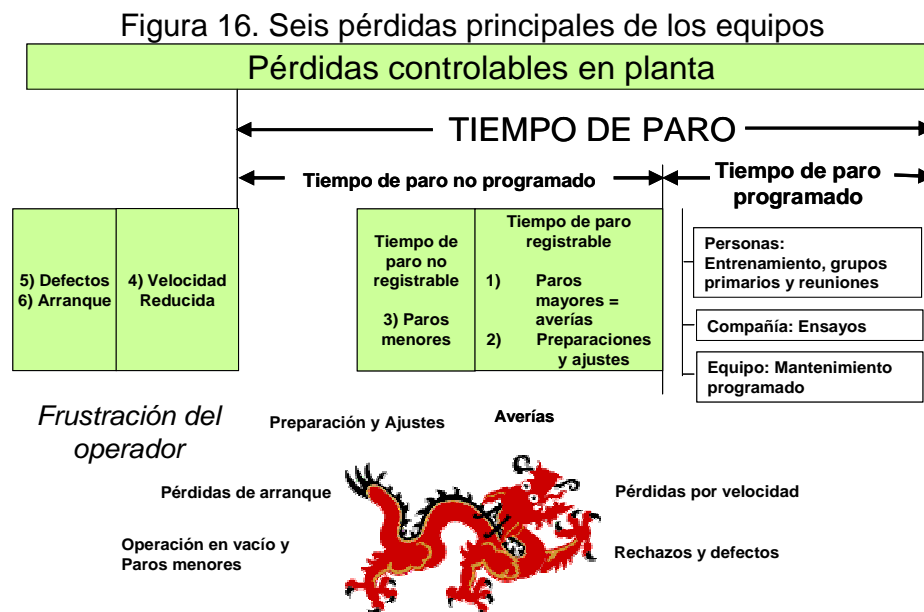 Figura 16. Seis pérdidas principales de los equipos
Pérdidas controlables en planta
TIEMPO DE PARO
Tiempo de paro no programado
Tiempo de paro
programado
5) Defectos
6) Arranque
4) Velocidad
Reducida
Tiempo de
paro no
registrable
3) Paros
menores
Tiempo de paro
registrable
1) Paros
mayores =
averías
2) Preparaciones
y ajustes
Personas:
Entrenamiento, grupos
primarios y reuniones
Compañía: Ensayos
Equipo: Mantenimiento
programado
Frustración del
operador
Preparación y Ajustes
Averías
Pérdidas de arranque
Pérdidas por velocidad
Operación en vacío y
Paros menores
Rechazos y defectos